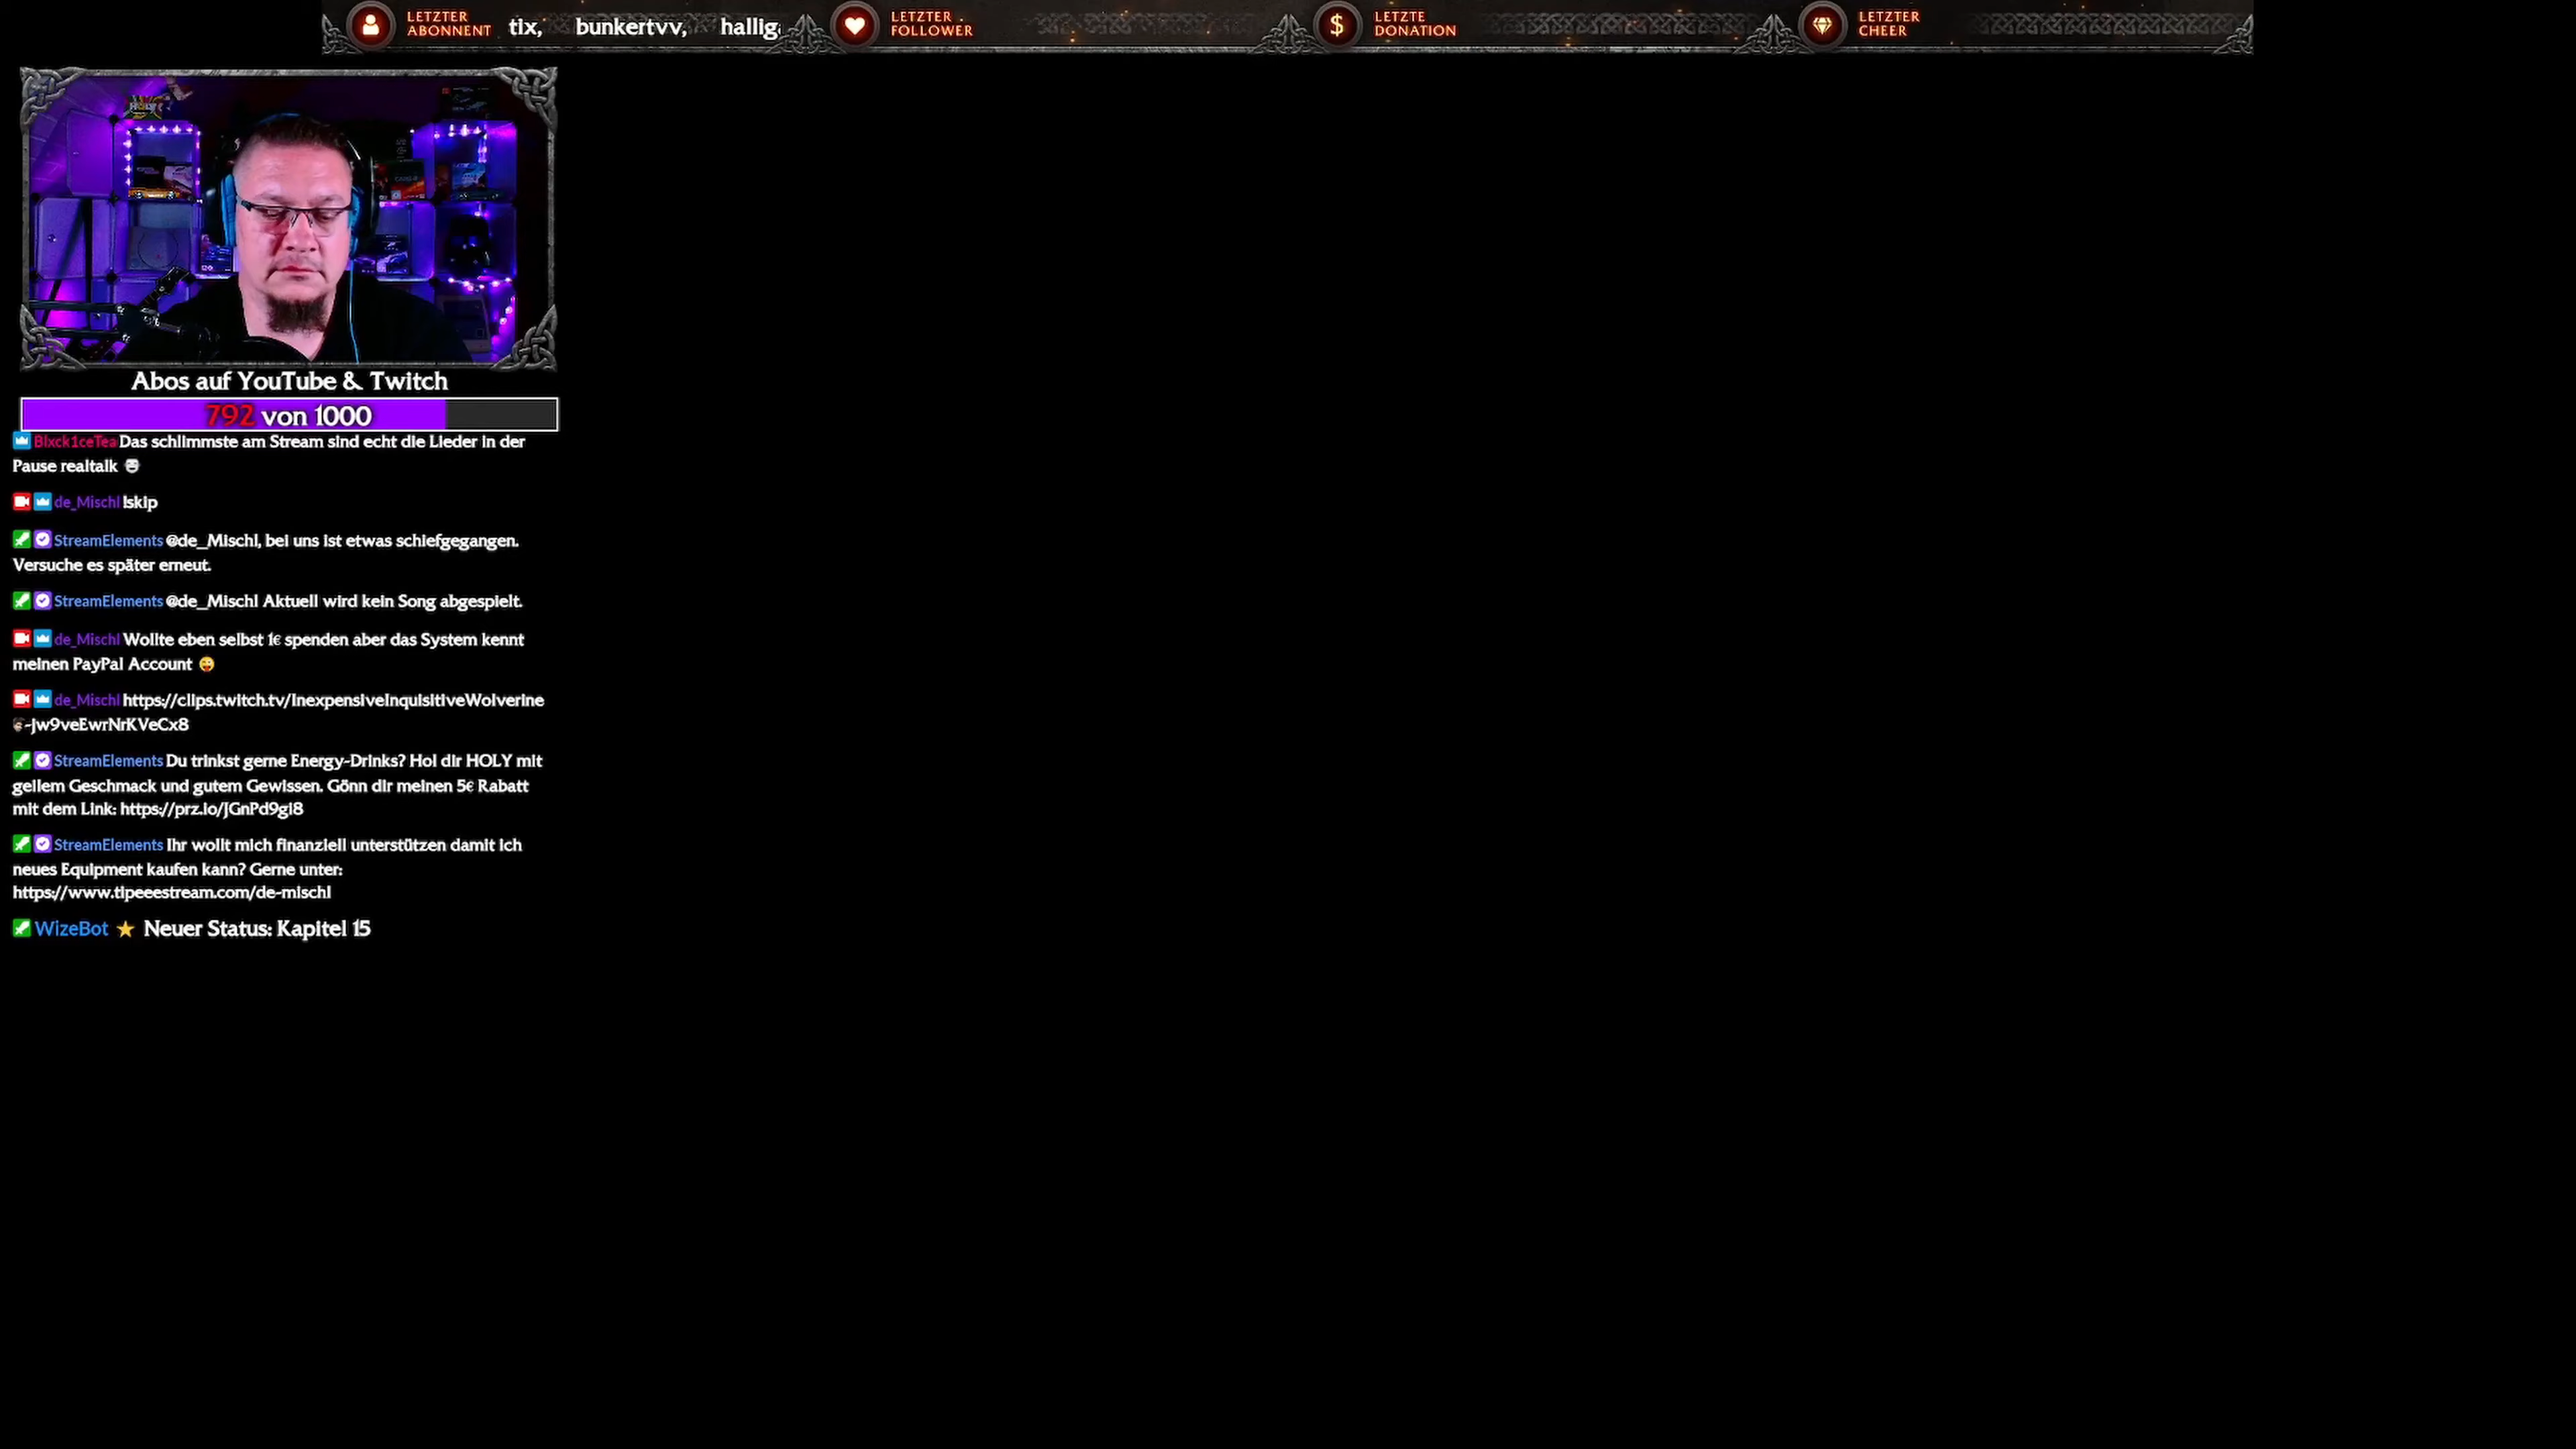 LETZTER
ABONNENT
tix, bunkertvv, hallig
LETZTER
FOLLOWER
LETZTE
DONATION
LETZTER
CHEER
Abos auf YouTube & Twitch
792 von 1000
Blxck1ceTea Das schlimmste am Stream sind echt die Lieder in der
Pause realtalk
de_Mischl !skip
StreamElements @de_Mischl, bei uns ist etwas schiefgegangen.
Versuche es später erneut.
StreamElements @de_Mischl Aktuell wird kein Song abgespielt.
de_Mischl Wollte eben selbst 1€ spenden aber das System kennt
meinen PayPal Account 😜
de_Mischl https://clips.twitch.tv/InexpensiveInquisitiveWolverine
-jw9veEwrNrKVeCx8
StreamElements Du trinkst gerne Energy-Drinks? Hol dir HOLY mit
geilem Geschmack und gutem Gewissen. Gönn dir meinen 5€ Rabatt
mit dem Link: https://prz.io/JGnPd9gi8
StreamElements Ihr wollt mich finanziell unterstützen damit ich
neues Equipment kaufen kann? Gerne unter:
https://www.tipeeestream.com/de-mischl
WizeBot ⭐ Neuer Status: Kapitel 15